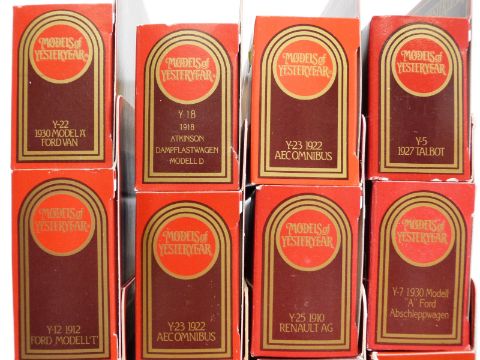 MODELS of
YESTERYEAR
Y-22
1930 MODEL 'A'
FORD VAN
MODELS of
YESTERYEAR
Y-18
1918
ATKINSON
DAMPFLASTWAGEN
MODELL D
MODELS of
YESTERYEAR
Y-23 1922
AEC OMNIBUS
MODELS of
YESTERYEAR
Y-5
1927 TALBOT
MODELS of
YESTERYEAR
Y-12 1912
FORD MODELL 'T'
MODELS of
YESTERYEAR
Y-23 1922
AEC OMNIBUS
MODELS of
YESTERYEAR
Y-25 1910
RENAULT AG
MODELS of
YESTERYEAR
Y-7 1930 Modell
"A" Ford
Abschleppwagen